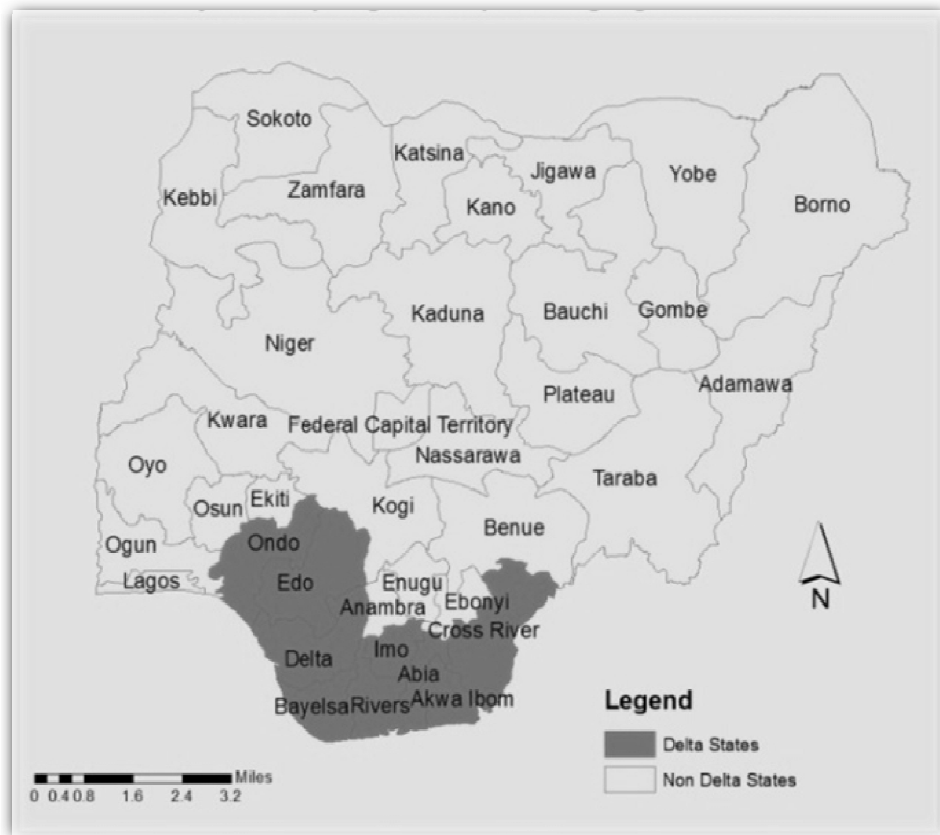 Sokoto
Katsina
Jigawa
Yobe
Kebbi
Zamfara
Kano
Borno
Kaduna
Bauchi
Gombe
Niger
Adamawa
Plateau
Kwara
Federal Capital Territory
Nassarawa
Oyo
Taraba
Ekiti
Osun
Kogi
Benue
Ogun
Ondo
Lagos
Edo
Enugu
Anambra
Ebonyi
Cross River
Imo
Delta
Abia
Bayelsa
Rivers
Akwa Ibom
N
Legend
Delta States
Non Delta States
Miles
0 0.4 0.8 1.6 2.4 3.2